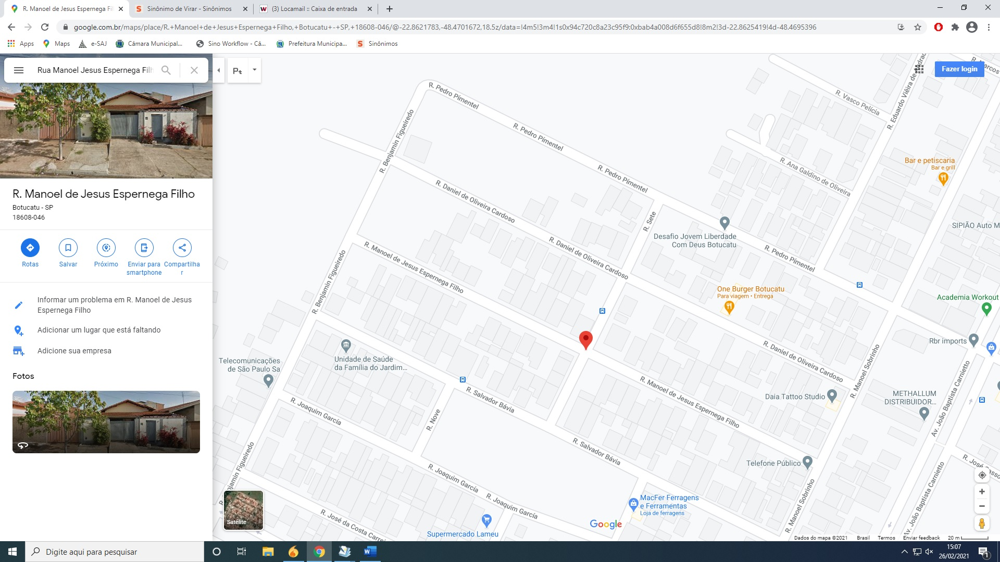 R. Manoel de Jesus Espernega Fil
Sinônimo de Virar - Sinônimos
(3) Locamail :: Caixa de entrada
google.com.br/maps/place/R.+Manoel+de+Jesus+Espernega+Filho,+Botucatu+-+SP,+18608-046/@-22.8621783,-48.4701672,18.5z/data=!4m5!3m4!1s0x94c720c8a23c95f9:0xbab4a008d6f655d8!8m2!3d-22.8625419!4d-48.4695396
Apps
Maps
e-SAJ
Câmara Municipal...
Sino Workflow - Câ...
Prefeitura Municipa...
Sinônimos
Rua Manoel Jesus Espernega Filh
R. Manoel de Jesus Espernega Filho
Botucatu - SP
18608-046
Rotas
Salvar
Próximo
Enviar para
smartphone
Compartilha
r
Informar um problema em R. Manoel de Jesus
Espernega Filho
Adicionar um lugar que está faltando
Adicione sua empresa
Fotos
Fazer login
R. Marcos
R. Pedro Pimentel
R. Vasco Pelícia
R. Eduardo Viêira de Andrad
R. Benjamin Figueiredo
R. Pedro Pimentel
R. Pedro Pimentel
R. Ana Galdino de Oliveira
Bar e petiscaria
Bar e grill
R. Daniel de Oliveira Cardoso
R. Sete
Desafio Jovem Liberdade
Com Deus Botucatu
SIPIÃO Auto M
R. Daniel de Oliveira Cardoso
R. Pedro Pimentel
R. Manoel de Jesus Espernega Filho
R. Benjamin Figueiredo
One Burger Botucatu
Para viagem • Entrega
Academia Workout
Rbr imports
Unidade de Saúde
da Família do Jardim...
Telecomunicações
de São Paulo Sa
R. Daniel de Oliveira Cardoso
R. Manoel Sobrinho
R. Salvador Bávia
R. Manoel de Jesus Espernega Filho
Daia Tattoo Studio
METHALLUM
DISTRIBUIDOR...
Av. João Baptista Carnietto
R. Joaquim García
R. Nove
R. Salvador Bávia
Telefone Público
R. José
R. Joaquim García
R. Joaquim García
R. Manoel Sobrinho
Av. João Baptista Carnietto
MacFer Ferragens
e Ferramentas
Loja de ferragens
R. José da Costa Carre
Supermercado Lameu
Satélite
Google
Dados do mapa ©2021
Brasil
Termos
Enviar feedback
20 m
Digite aqui para pesquisar
15:07
26/02/2021
1